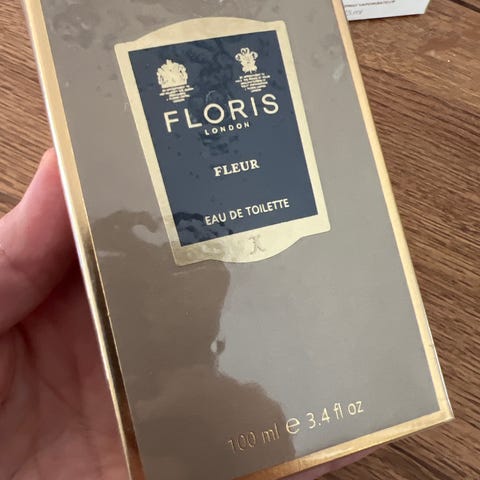 FLORIS
LONDON
FLEUR
EAU DE TOILETTE
100 ml e 3.4 fl oz